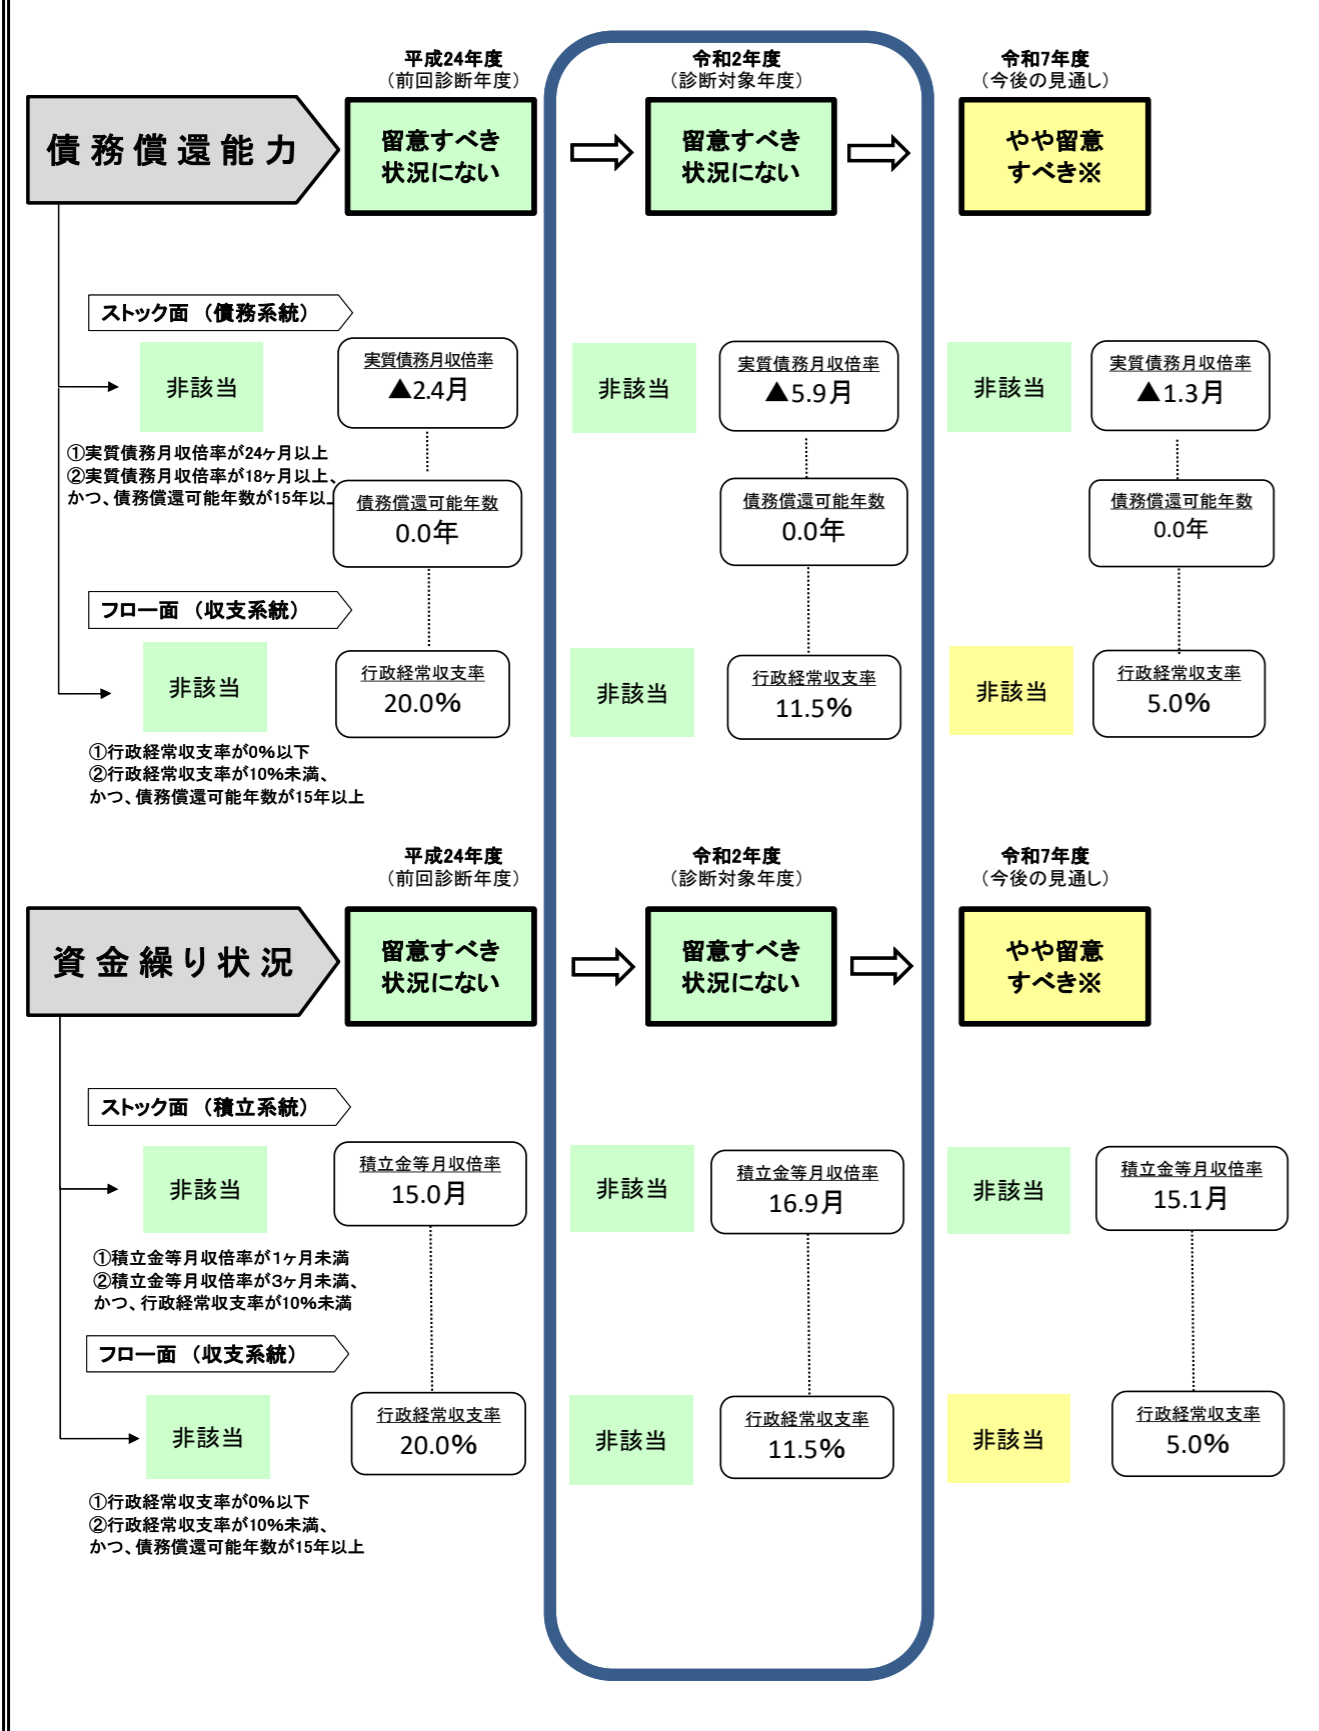 平成24年度
（前回診断年度）
令和2年度
（診断対象年度）
令和7年度
（今後の見通し）
債務償還能力
留意すべき
状況にない
留意すべき
状況にない
やや留意
すべき※
ストック面 （債務系統）
非該当
実質債務月収倍率
▲2.4月
非該当
実質債務月収倍率
▲5.9月
非該当
実質債務月収倍率
▲1.3月
①実質債務月収倍率が24ヶ月以上
②実質債務月収倍率が18ヶ月以上、
かつ、債務償還可能年数が15年以
債務償還可能年数
0.0年
債務償還可能年数
0.0年
債務償還可能年数
0.0年
フロー面 （収支系統）
非該当
行政経常収支率
20.0%
非該当
行政経常収支率
11.5%
非該当
行政経常収支率
5.0%
①行政経常収支率が0%以下
②行政経常収支率が10%未満、
かつ、債務償還可能年数が15年以上
平成24年度
（前回診断年度）
令和2年度
（診断対象年度）
令和7年度
（今後の見通し）
資金繰り状況
留意すべき
状況にない
留意すべき
状況にない
やや留意
すべき※
ストック面 （積立系統）
非該当
積立金等月収倍率
15.0月
非該当
積立金等月収倍率
16.9月
非該当
積立金等月収倍率
15.1月
①積立金等月収倍率が1ヶ月未満
②積立金等月収倍率が3ヶ月未満、
かつ、行政経常収支率が10%未満
フロー面 （収支系統）
非該当
行政経常収支率
20.0%
非該当
行政経常収支率
11.5%
非該当
行政経常収支率
5.0%
①行政経常収支率が0%以下
②行政経常収支率が10%未満、
かつ、債務償還可能年数が15年以上